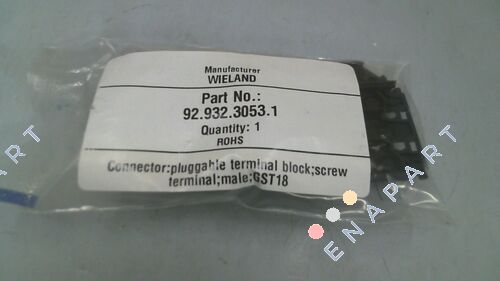 Manufacturer
WIELAND
Part No.:
92.932.3053.1
Quantity: 1
ROHS
Connector:pluggable terminal block;screw
terminal;male;GST18
ENAPART
ENAPART